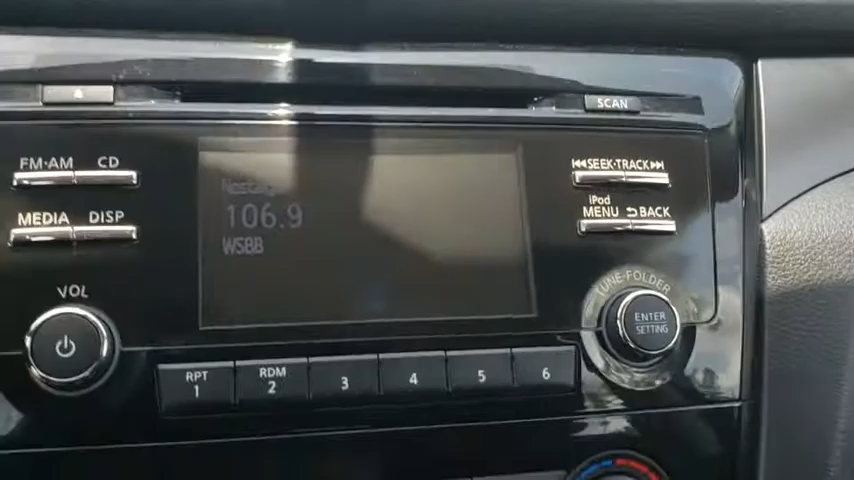 SCAN
FM·AM CD
⏮SEEK·TRACK⏭
Nostalgia
iPod
MENU ⮌BACK
MEDIA DISP
106.9
WSBB
TUNE·FOLDER
VOL
ENTER
SETTING
RPT
1
RDM
2
3
4
5
6